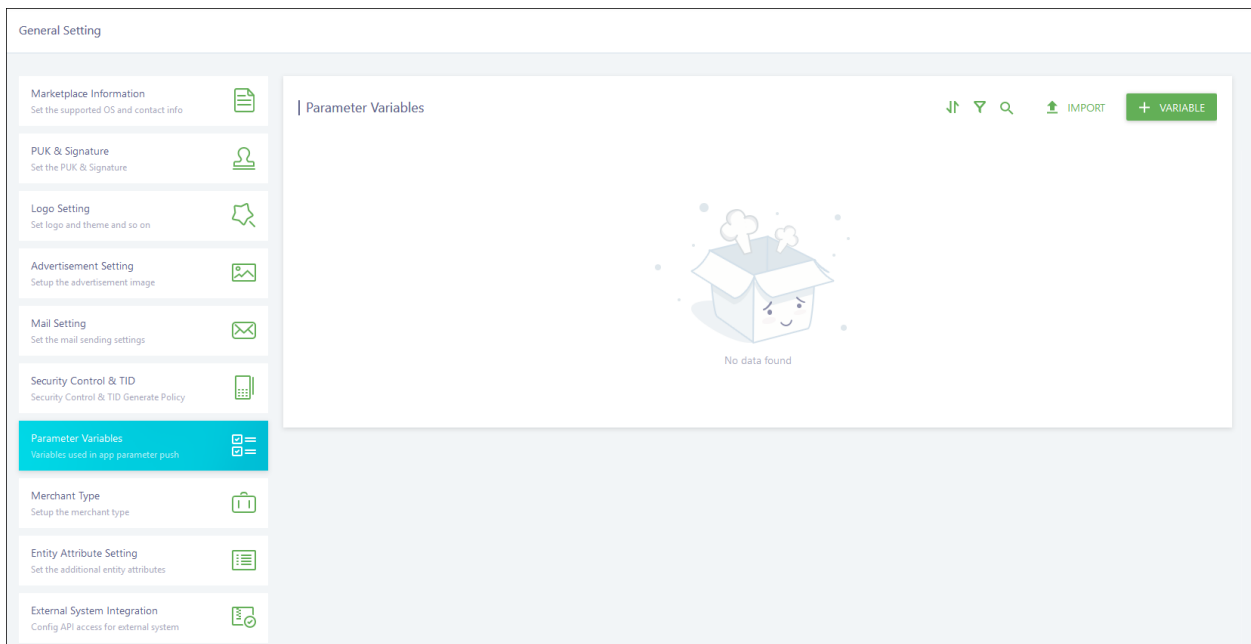 General Setting
Marketplace Information
Set the supported OS and contact info
PUK & Signature
Set the PUK & Signature
Logo Setting
Set logo and theme and so on
Advertisement Setting
Setup the advertisement image
Mail Setting
Set the mail sending settings
Security Control & TID
Security Control & TID Generate Policy
Parameter Variables
Variables used in app parameter push
Merchant Type
Setup the merchant type
Entity Attribute Setting
Set the additional entity attributes
External System Integration
Config API access for external system
Parameter Variables
IMPORT
+ VARIABLE
No data found